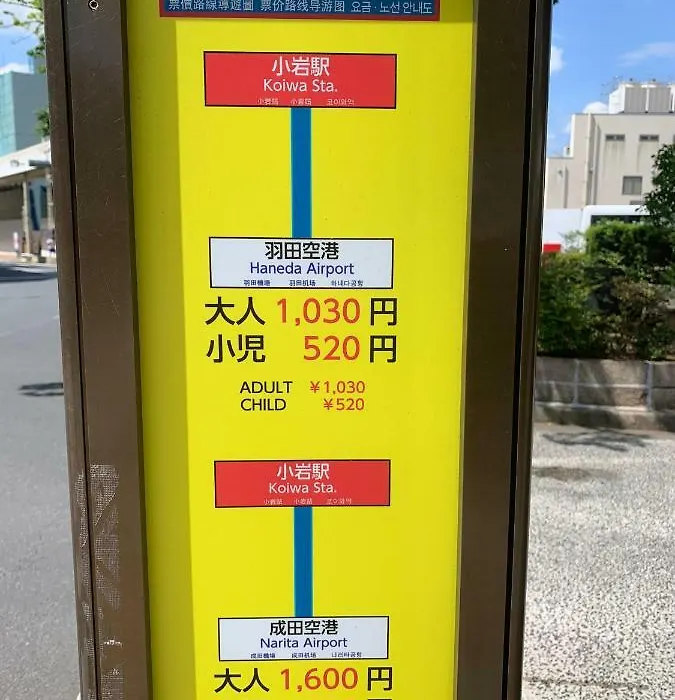 票價路線導遊圖 票价路线导游图 요금·노선 안내도
小岩駅
Koiwa Sta.
小岩站 小岩站 코이와역
羽田空港
Haneda Airport
羽田機場 羽田机场 하네다공항
大人 1,030 円
小児 520 円
ADULT ¥1,030
CHILD ¥520
小岩駅
Koiwa Sta.
小岩站 小岩站 코이와역
成田空港
Narita Airport
成田機場 成田机场 나리타공항
大人 1,600 円